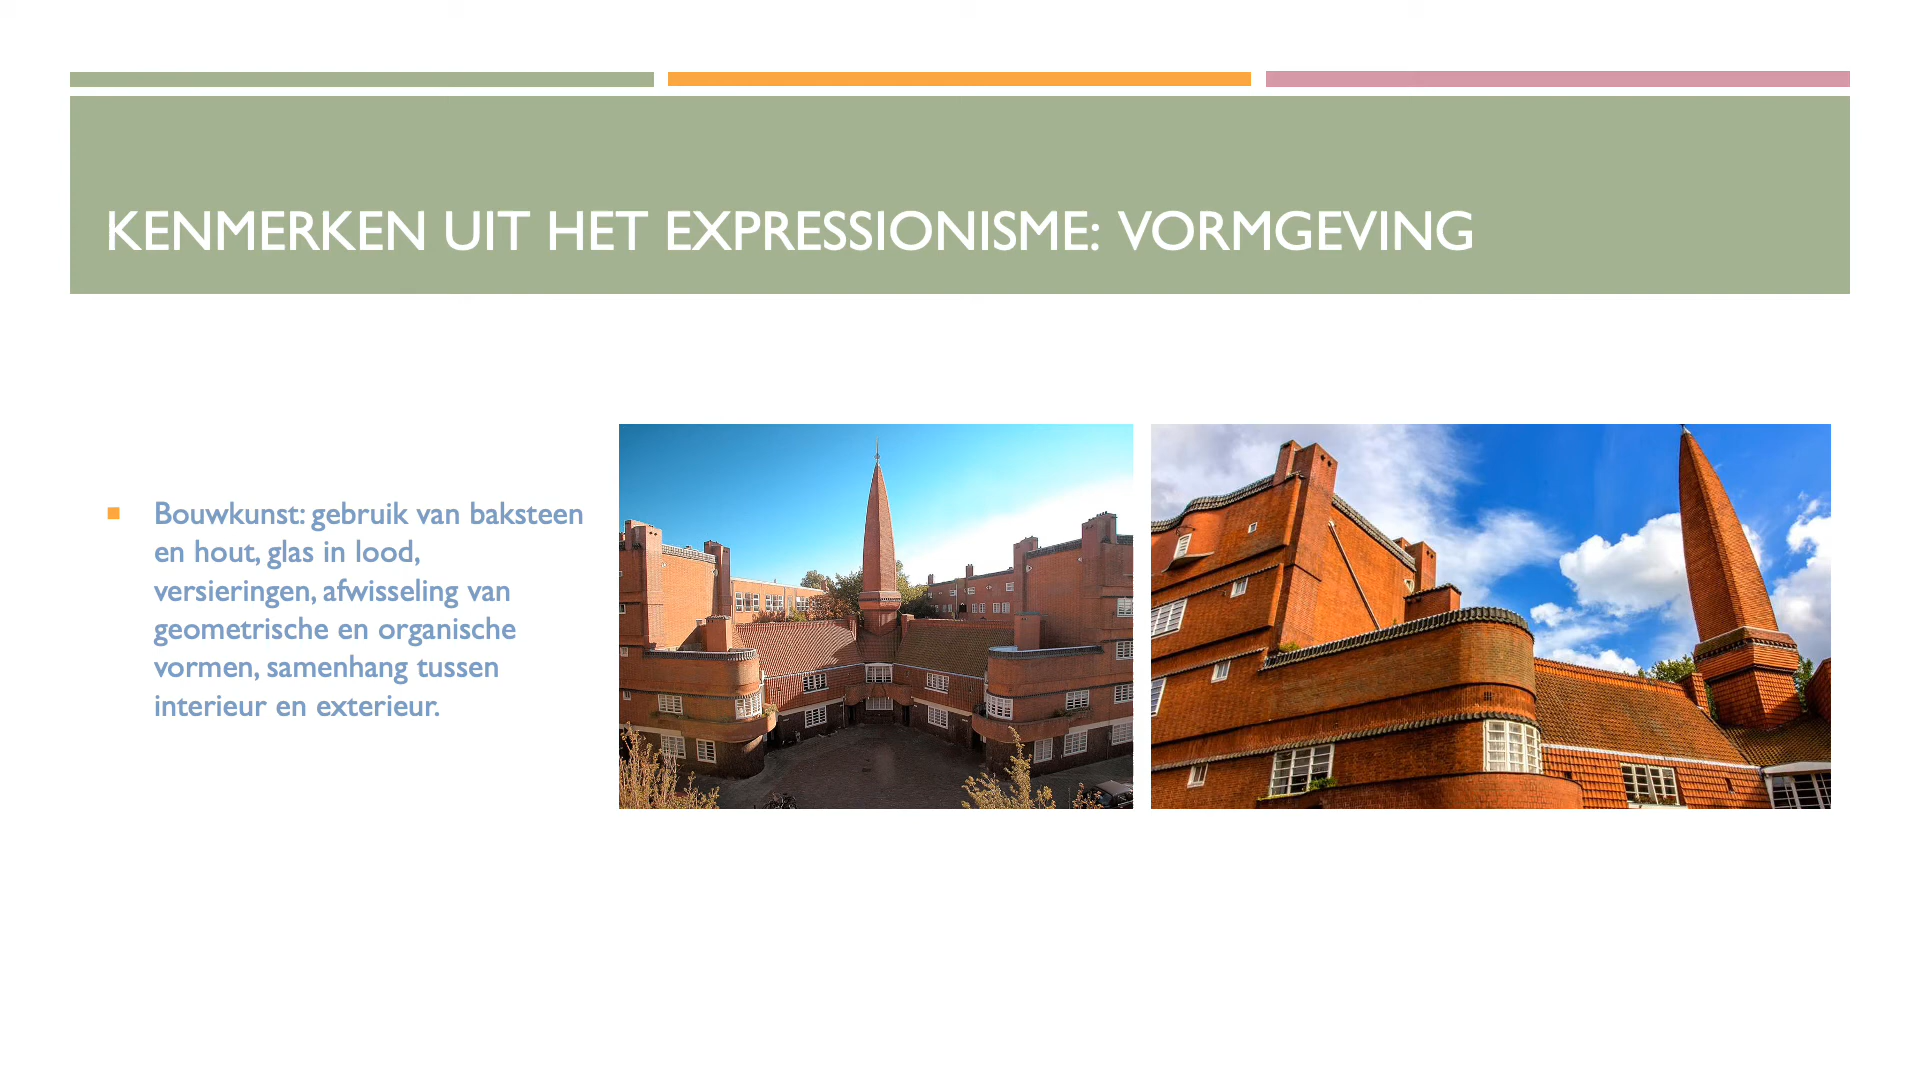 KENMERKEN UIT HET EXPRESSIONISME: VORMGEVING
Bouwkunst: gebruik van baksteen
en hout, glas in lood,
versieringen, afwisseling van
geometrische en organische
vormen, samenhang tussen
interieur en exterieur.